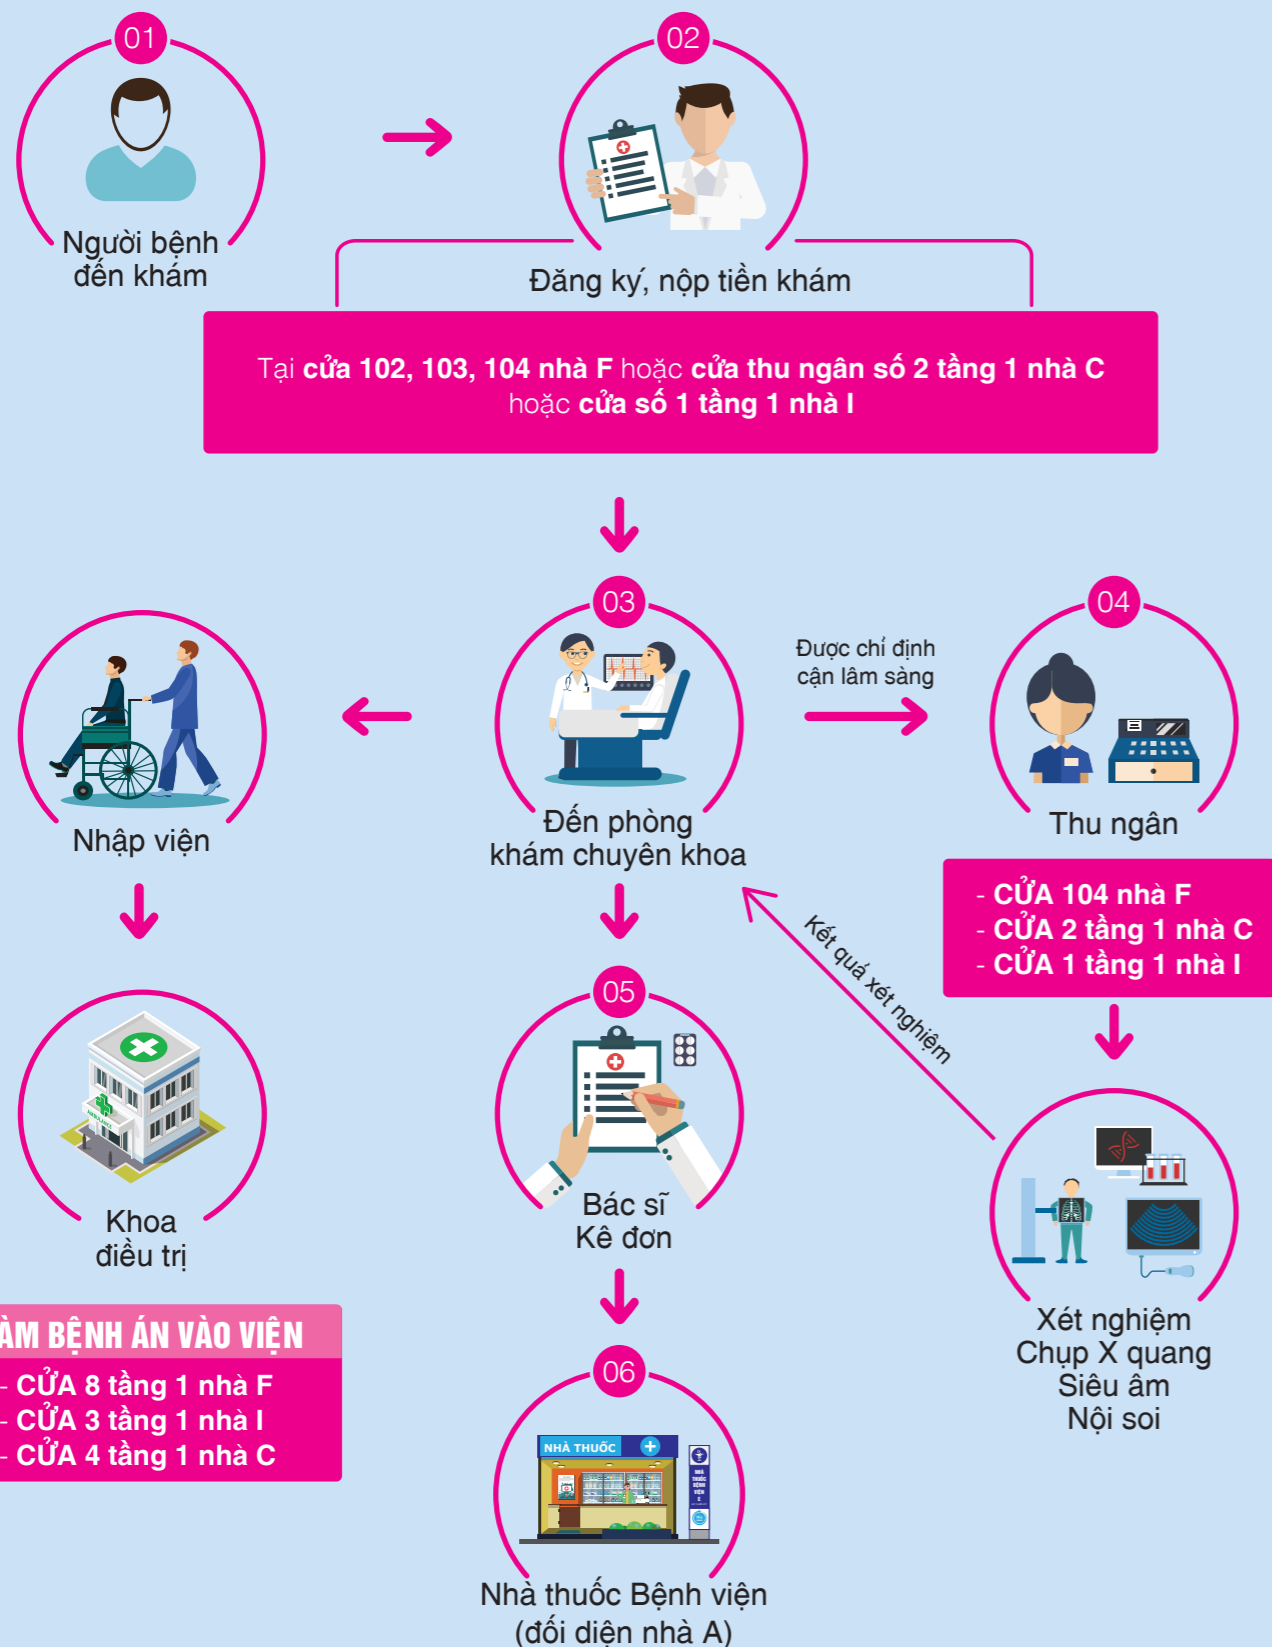 01
Người bệnh
đến khám
02
Đăng ký, nộp tiền khám
Tại cửa 102, 103, 104 nhà F hoặc cửa thu ngân số 2 tầng 1 nhà C
hoặc cửa số 1 tầng 1 nhà I
03
Đến phòng
khám chuyên khoa
Được chỉ định
cận lâm sàng
04
Thu ngân
- CỬA 104 nhà F
- CỬA 2 tầng 1 nhà C
- CỬA 1 tầng 1 nhà I
Xét nghiệm
Chụp X quang
Siêu âm
Nội soi
Kết quả xét nghiệm
Nhập viện
AMBULANCE
Khoa
điều trị
ÀM BỆNH ÁN VÀO VIỆN
- CỬA 8 tầng 1 nhà F
- CỬA 3 tầng 1 nhà I
- CỬA 4 tầng 1 nhà C
05
Bác sĩ
Kê đơn
06
NHÀ THUỐC
NHÀ
THUỐC
BỆNH
VIỆN
E
Nhà thuốc Bệnh viện
(đối diện nhà A)